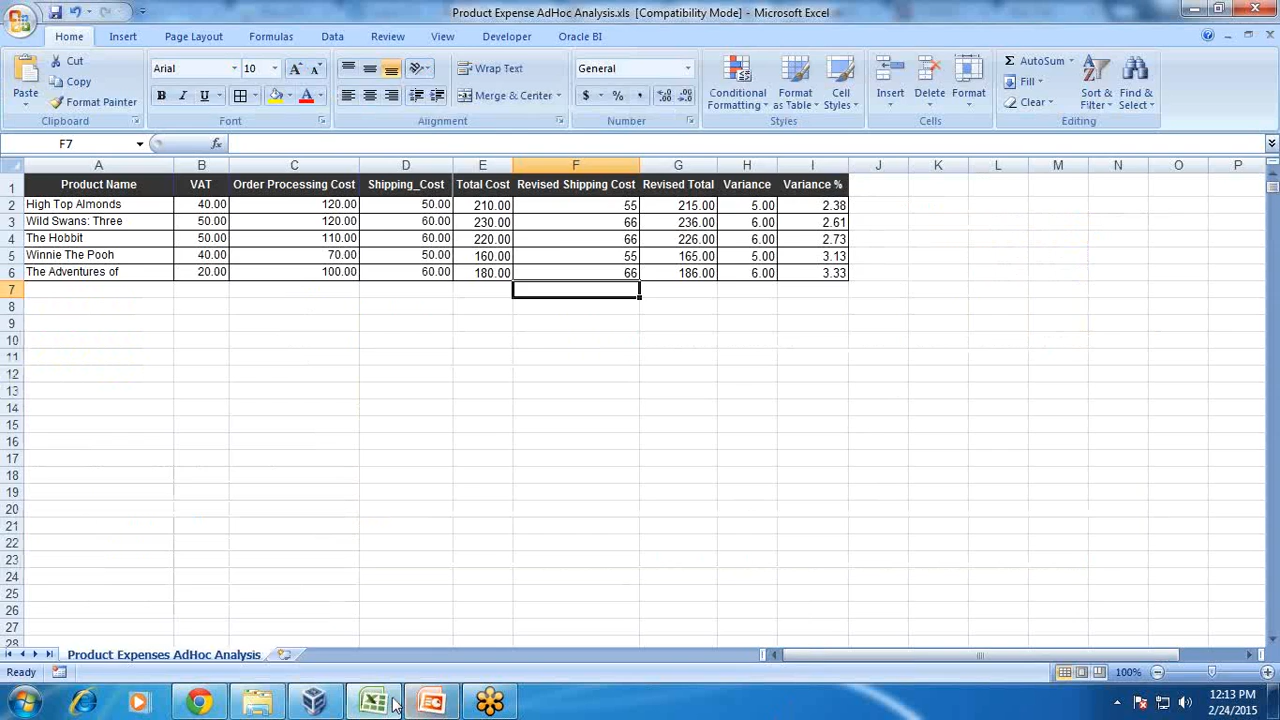 Product Expense AdHoc Analysis.xls [Compatibility Mode] - Microsoft Excel
Home Insert Page Layout Formulas Data Review View Developer Oracle BI
Paste
Cut
Copy
Format Painter
Clipboard
Arial 10 A A
B I U A
Font
Wrap Text
Merge & Center
Alignment
General
$ % ,
Number
Conditional Formatting
Format as Table
Cell Styles
Styles
Insert
Delete
Format
Cells
Σ AutoSum
Fill
Clear
Sort & Filter
Find & Select
Editing
F7 fx
A B C D E F G H I J K L M N O P
1 Product Name VAT Order Processing Cost Shipping_Cost Total Cost Revised Shipping Cost Revised Total Variance Variance %
2 High Top Almonds 40.00 120.00 50.00 210.00 55 215.00 5.00 2.38
3 Wild Swans: Three 50.00 120.00 60.00 230.00 66 236.00 6.00 2.61
4 The Hobbit 50.00 110.00 60.00 220.00 66 226.00 6.00 2.73
5 Winnie The Pooh 40.00 70.00 50.00 160.00 55 165.00 5.00 3.13
6 The Adventures of 20.00 100.00 60.00 180.00 66 186.00 6.00 3.33
7
8
9
10
11
12
13
14
15
16
17
18
19
20
21
22
23
24
25
26
27
28
Product Expenses AdHoc Analysis
Ready 100%
12:13 PM
2/24/2015